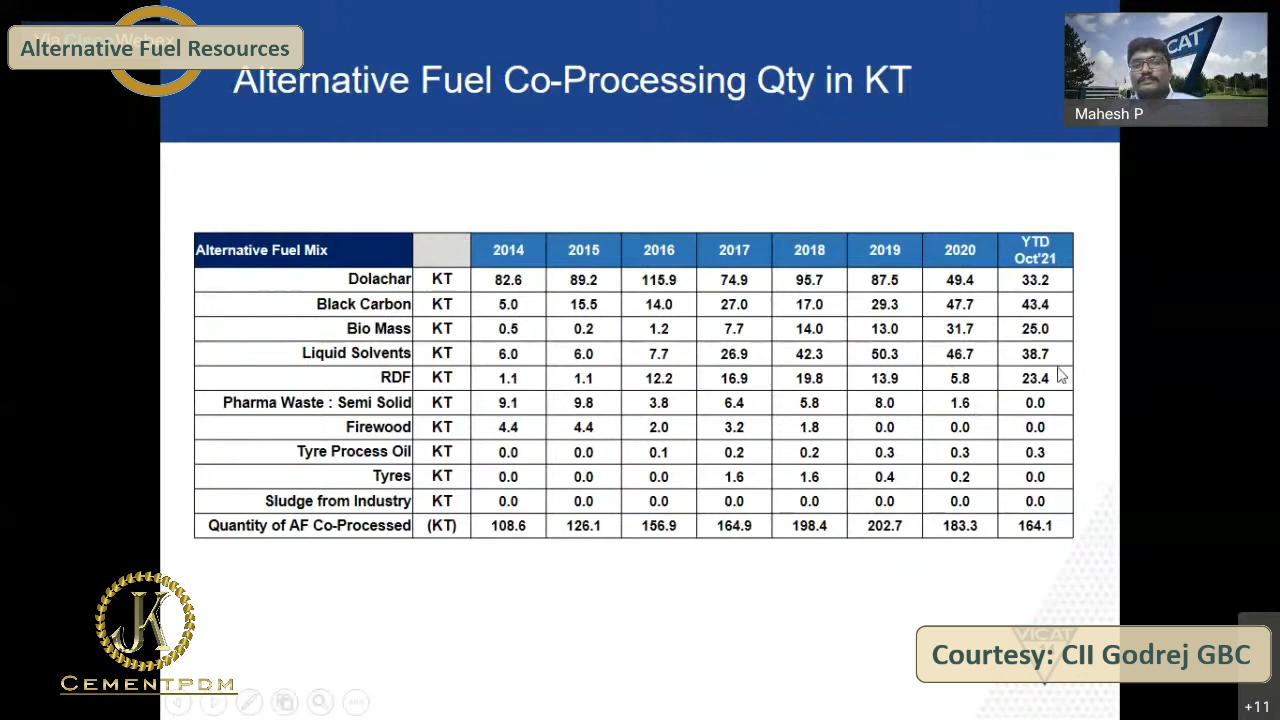 Via Cisco Webex
Alternative Fuel Resources
Alternative Fuel Co-Processing Qty in KT
CAT
Mahesh P
Alternative Fuel Mix 2014 2015 2016 2017 2018 2019 2020 YTD Oct'21
Dolachar KT 82.6 89.2 115.9 74.9 95.7 87.5 49.4 33.2
Black Carbon KT 5.0 15.5 14.0 27.0 17.0 29.3 47.7 43.4
Bio Mass KT 0.5 0.2 1.2 7.7 14.0 13.0 31.7 25.0
Liquid Solvents KT 6.0 6.0 7.7 26.9 42.3 50.3 46.7 38.7
RDF KT 1.1 1.1 12.2 16.9 19.8 13.9 5.8 23.4
Pharma Waste : Semi Solid KT 9.1 9.8 3.8 6.4 5.8 8.0 1.6 0.0
Firewood KT 4.4 4.4 2.0 3.2 1.8 0.0 0.0 0.0
Tyre Process Oil KT 0.0 0.0 0.1 0.2 0.2 0.3 0.3 0.3
Tyres KT 0.0 0.0 0.0 1.6 1.6 0.4 0.2 0.0
Sludge from Industry KT 0.0 0.0 0.0 0.0 0.0 0.0 0.0 0.0
Quantity of AF Co-Processed (KT) 108.6 126.1 156.9 164.9 198.4 202.7 183.3 164.1
JK
CEMENTPDM
VICAT
Courtesy: CII Godrej GBC
+11